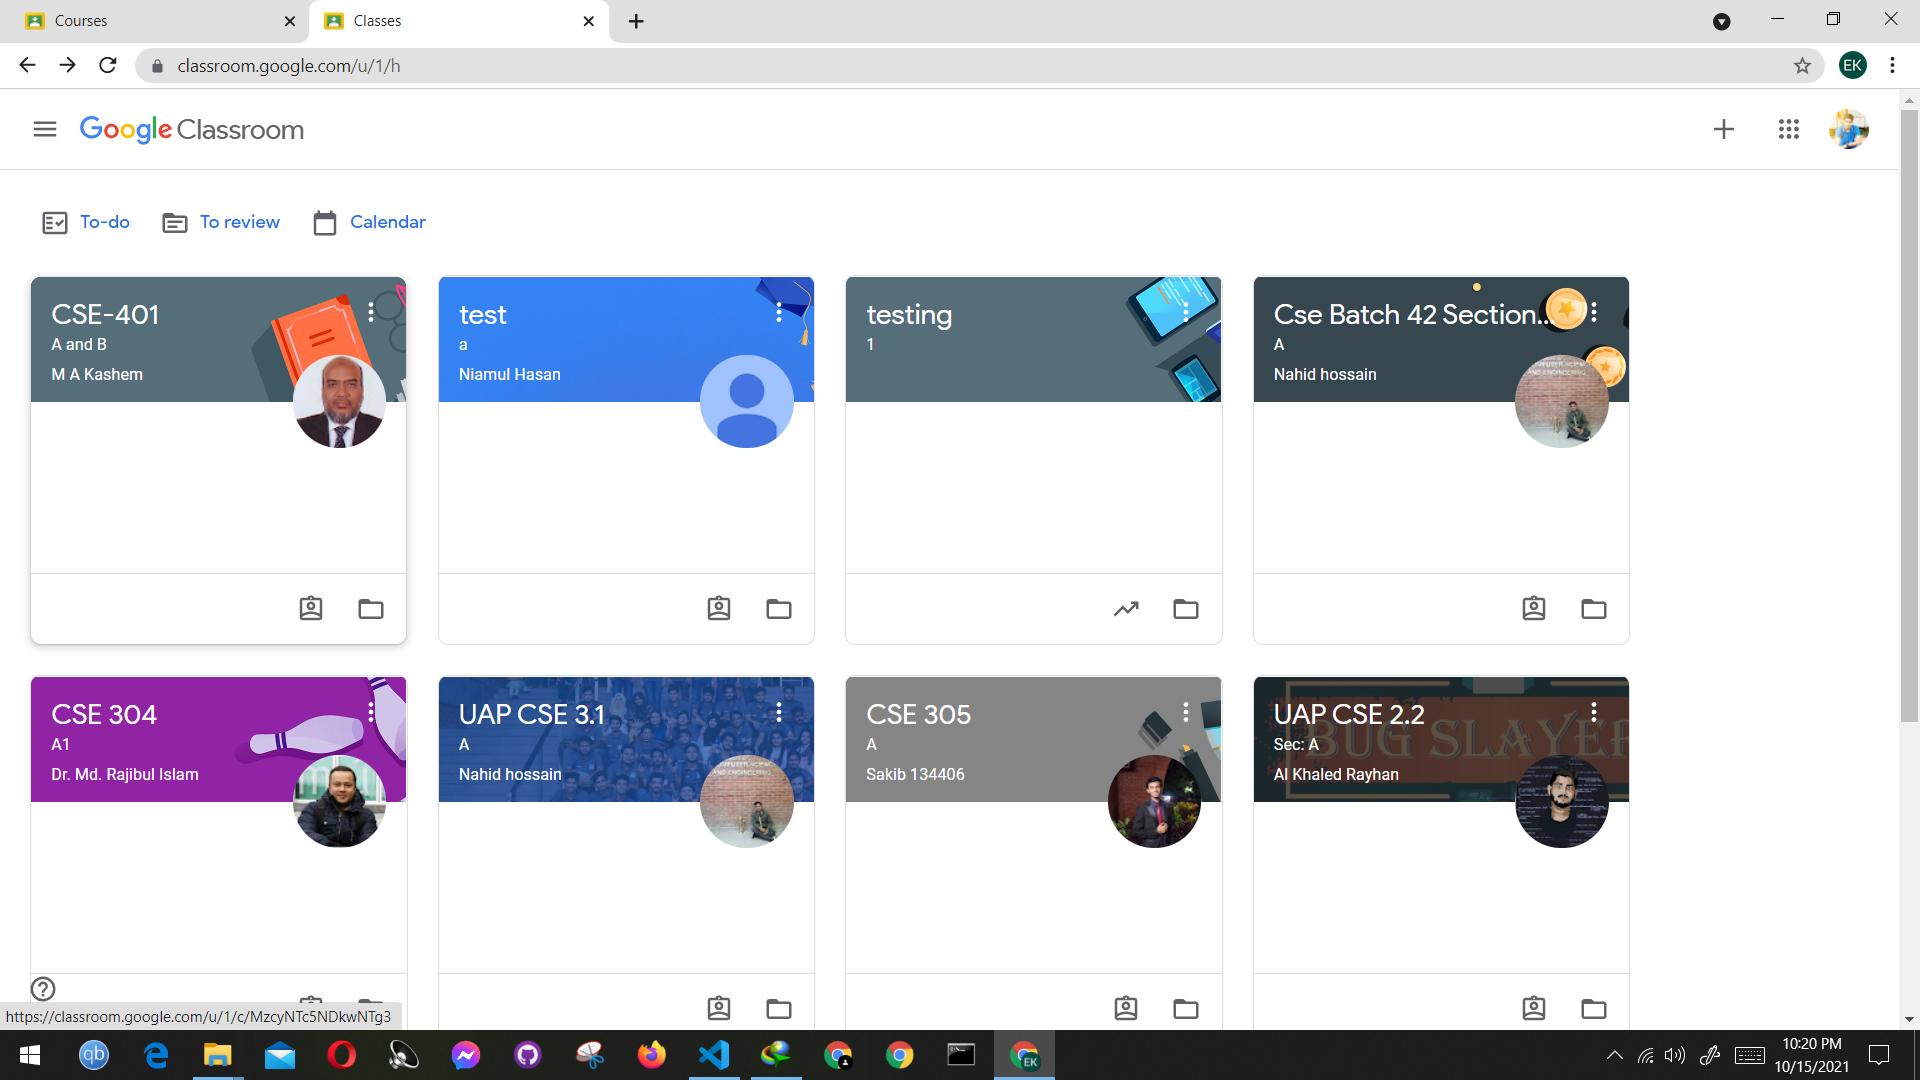 Courses
Classes
classroom.google.com/u/1/h
EK
Google Classroom
To-do
To review
Calendar
CSE-401
A and B
M A Kashem
test
a
Niamul Hasan
testing
1
Cse Batch 42 Section...
A
Nahid hossain
CSE 304
A1
Dr. Md. Rajibul Islam
UAP CSE 3.1
A
Nahid hossain
CSE 305
A
Sakib 134406
UAP CSE 2.2
Sec: A
Al Khaled Rayhan
BUG SLAYER
https://classroom.google.com/u/1/c/MzcyNTc5NDkwNTg3
qb
EK
10:20 PM
10/15/2021